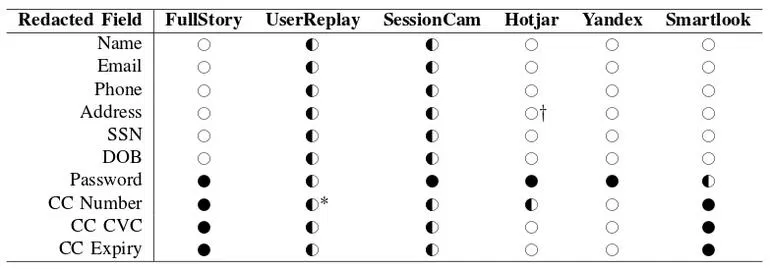 Redacted Field FullStory UserReplay SessionCam Hotjar Yandex Smartlook
Name ○ ◐ ◐ ○ ○ ○
Email ○ ◐ ◐ ○ ○ ○
Phone ○ ◐ ◐ ○ ○ ○
Address ○ ◐ ◐ ○† ○ ○
SSN ○ ◐ ◐ ○ ○ ○
DOB ○ ◐ ◐ ○ ○ ○
Password ● ◐ ● ● ● ◐
CC Number ● ◐* ◐ ◐ ○ ●
CC CVC ● ◐ ◐ ○ ○ ●
CC Expiry ● ◐ ◐ ○ ○ ●